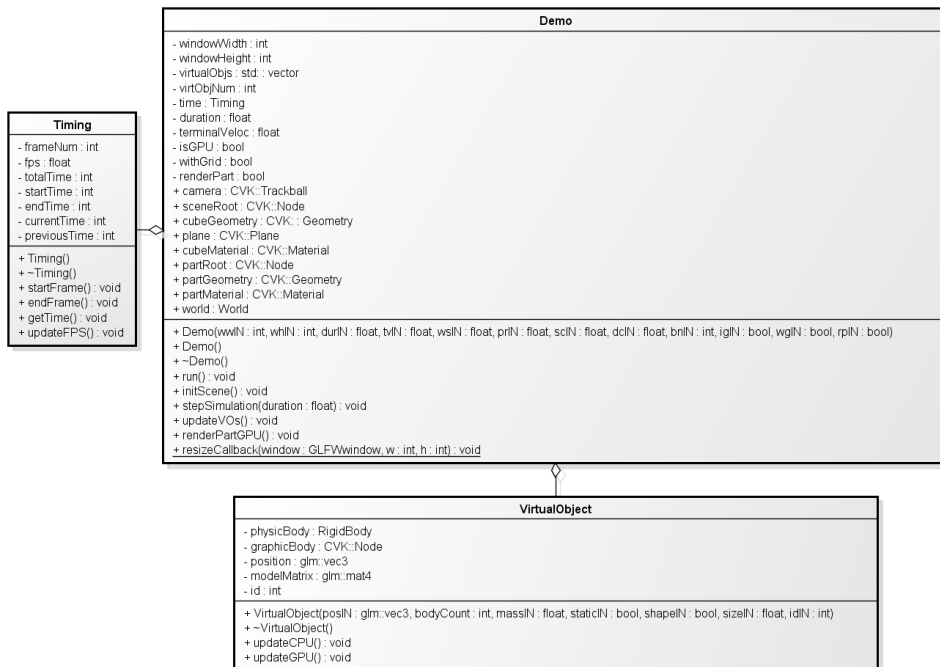 Demo
- windowWidth : int
- windowHeight : int
- virtualObjs : std: : vector
- virtObjNum : int
- time : Timing
- duration : float
- terminalVeloc : float
- isGPU : bool
- withGrid : bool
- renderPart : bool
+ camera : CVK::Trackball
+ sceneRoot : CVK::Node
+ cubeGeometry : CVK: : Geometry
+ plane : CVK::Plane
+ cubeMaterial : CVK::Material
+ partRoot : CVK::Node
+ partGeometry : CVK::Geometry
+ partMaterial : CVK::Material
+ world : World
+ Demo(wwIN : int, whIN : int, durIN : float, tvIN : float, wsIN : float, prIN : float, scIN : float, dcIN : float, bnIN : int, igIN : bool, wgIN : bool, rpIN : bool)
+ Demo()
+ ~Demo()
+ run() : void
+ initScene() : void
+ stepSimulation(duration : float) : void
+ updateVOs() : void
+ renderPartGPU() : void
+ resizeCallback(window : GLFWwindow, w : int, h : int) : void
Timing
- frameNum : int
- fps : float
- totalTime : int
- startTime : int
- endTime : int
- currentTime : int
- previousTime : int
+ Timing()
+ ~Timing()
+ startFrame() : void
+ endFrame() : void
+ getTime() : void
+ updateFPS() : void
VirtualObject
- physicBody : RigidBody
- graphicBody : CVK::Node
- position : glm::vec3
- modelMatrix : glm::mat4
- id : int
+ VirtualObject(posIN : glm::vec3, bodyCount : int, massIN : float, staticIN : bool, shapeIN : bool, sizeIN : float, idIN : int)
+ ~VirtualObject()
+ updateCPU() : void
+ updateGPU() : void